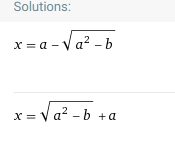 Solutions:
x = a − √(a² − b)
x = √(a² − b) + a